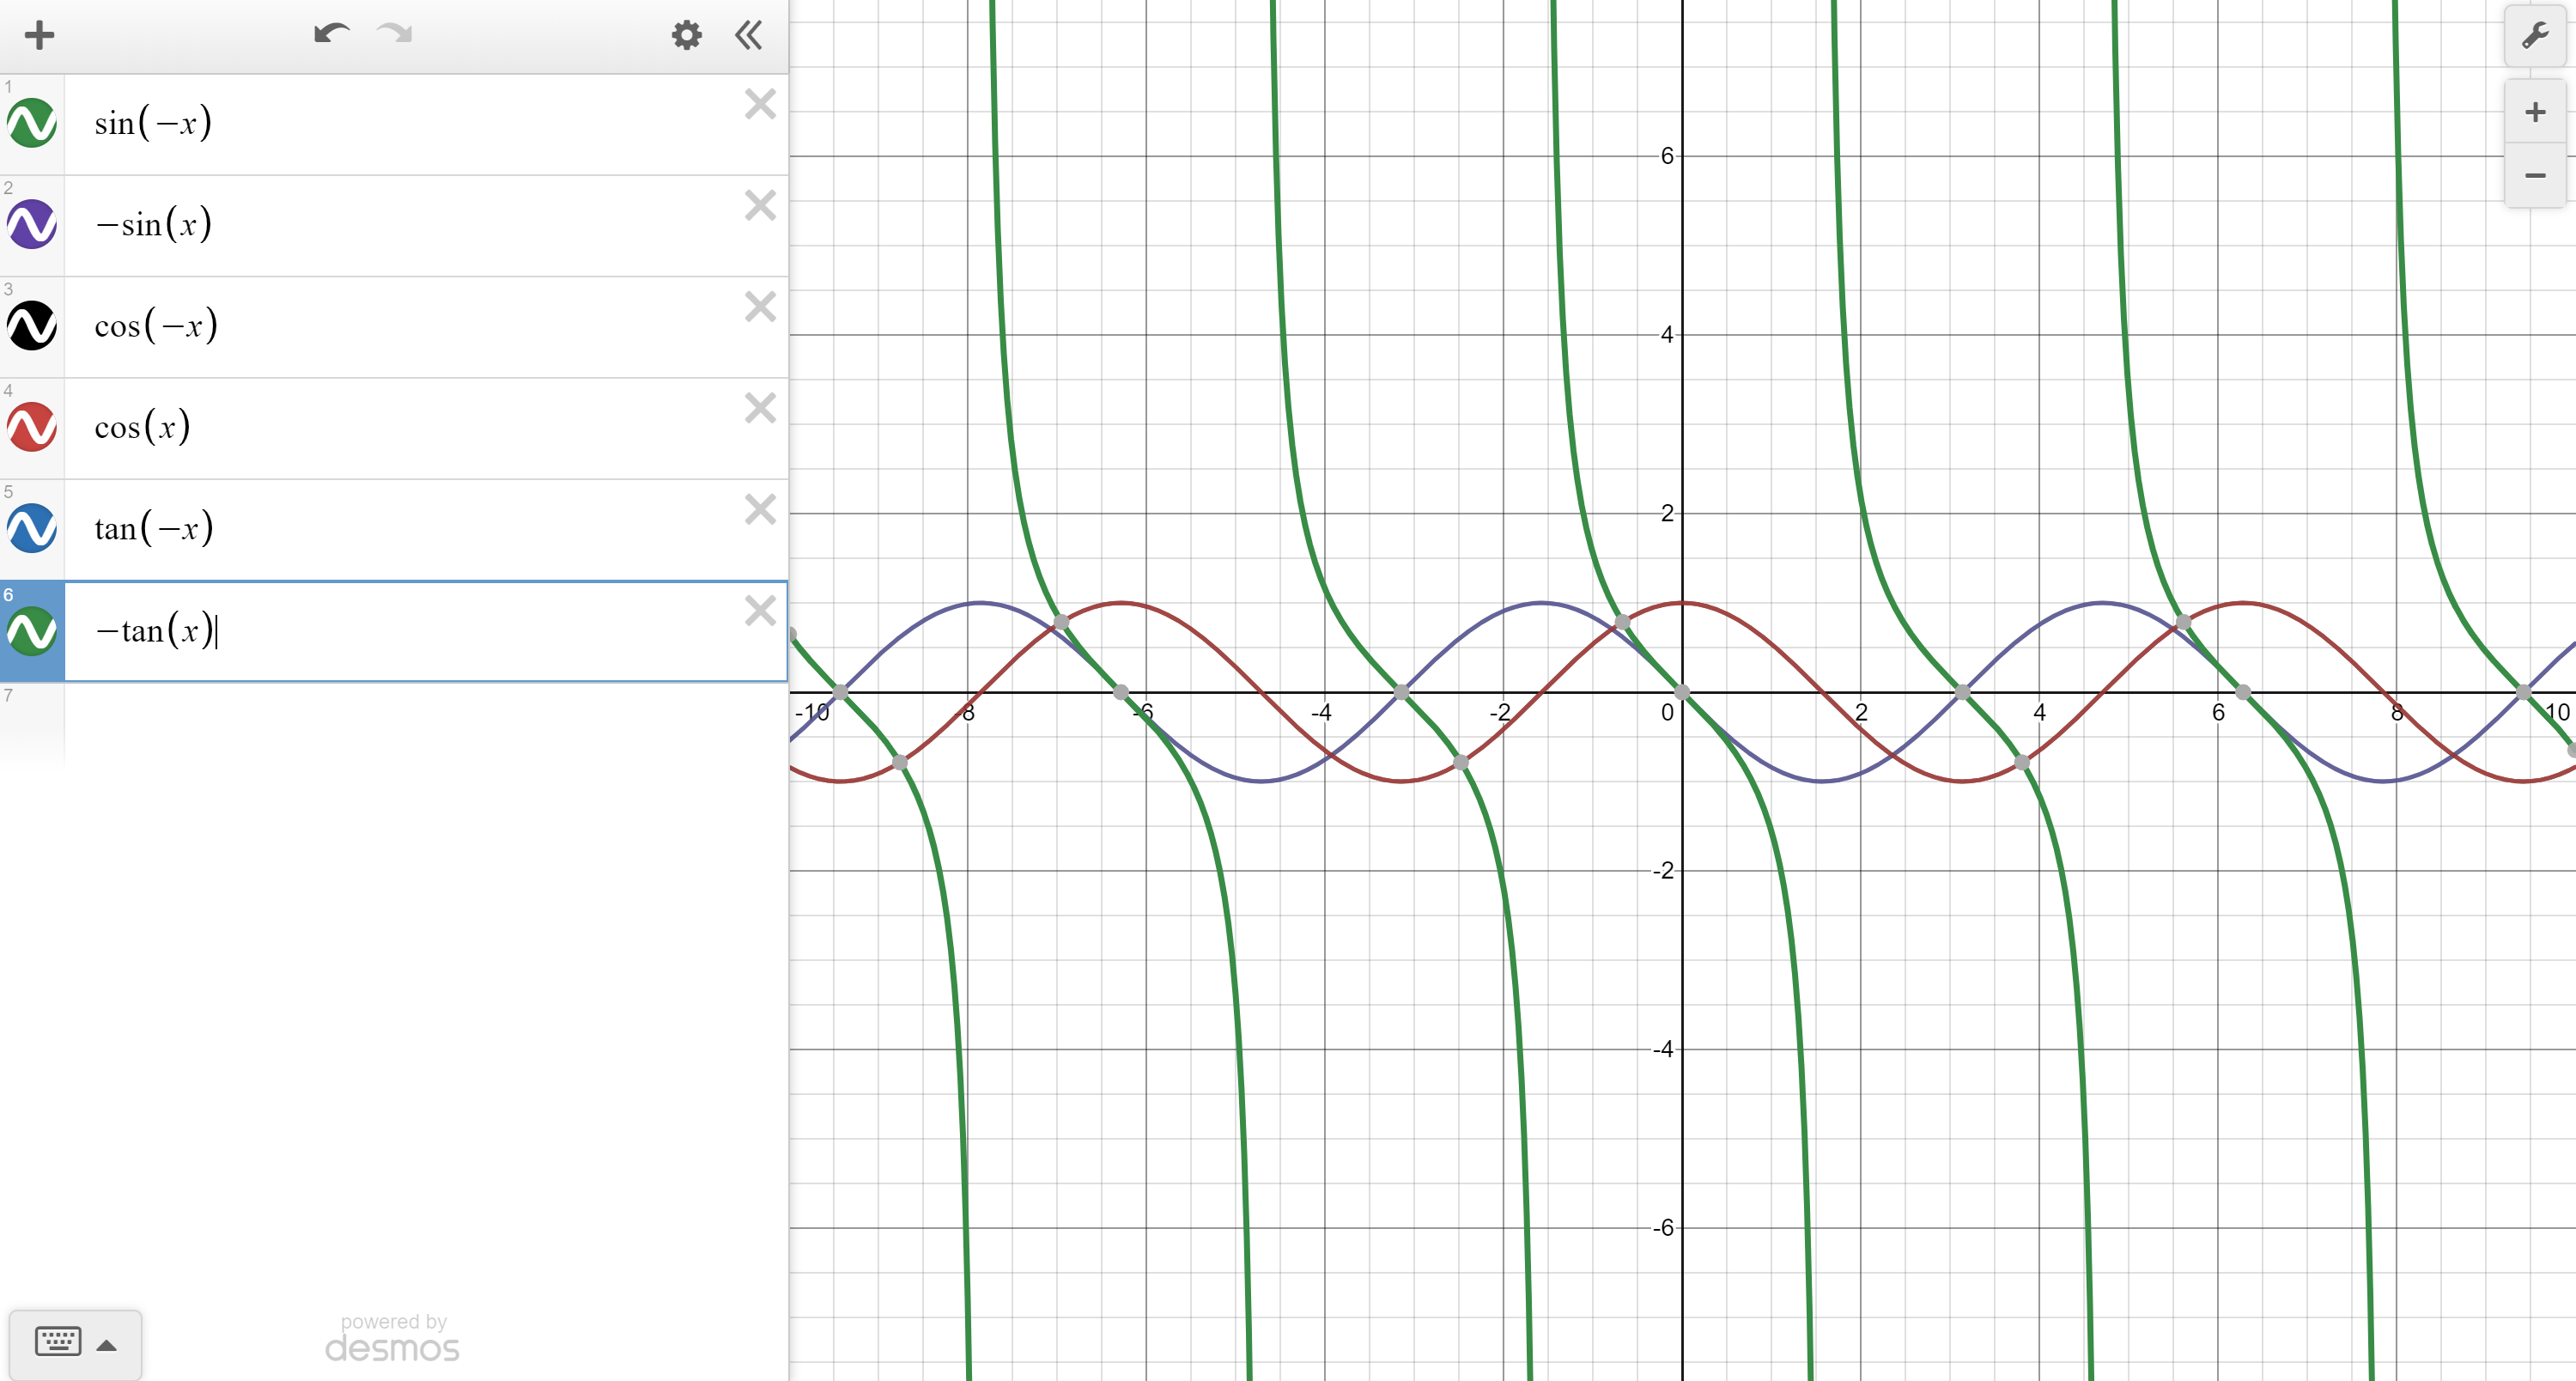 1
sin(−x)
2
−sin(x)
3
cos(−x)
4
cos(x)
5
tan(−x)
6
−tan(x)
7
powered by
desmos
6
4
2
-10 -8 -6 -4 -2 0 2 4 6 8 10
-2
-4
-6